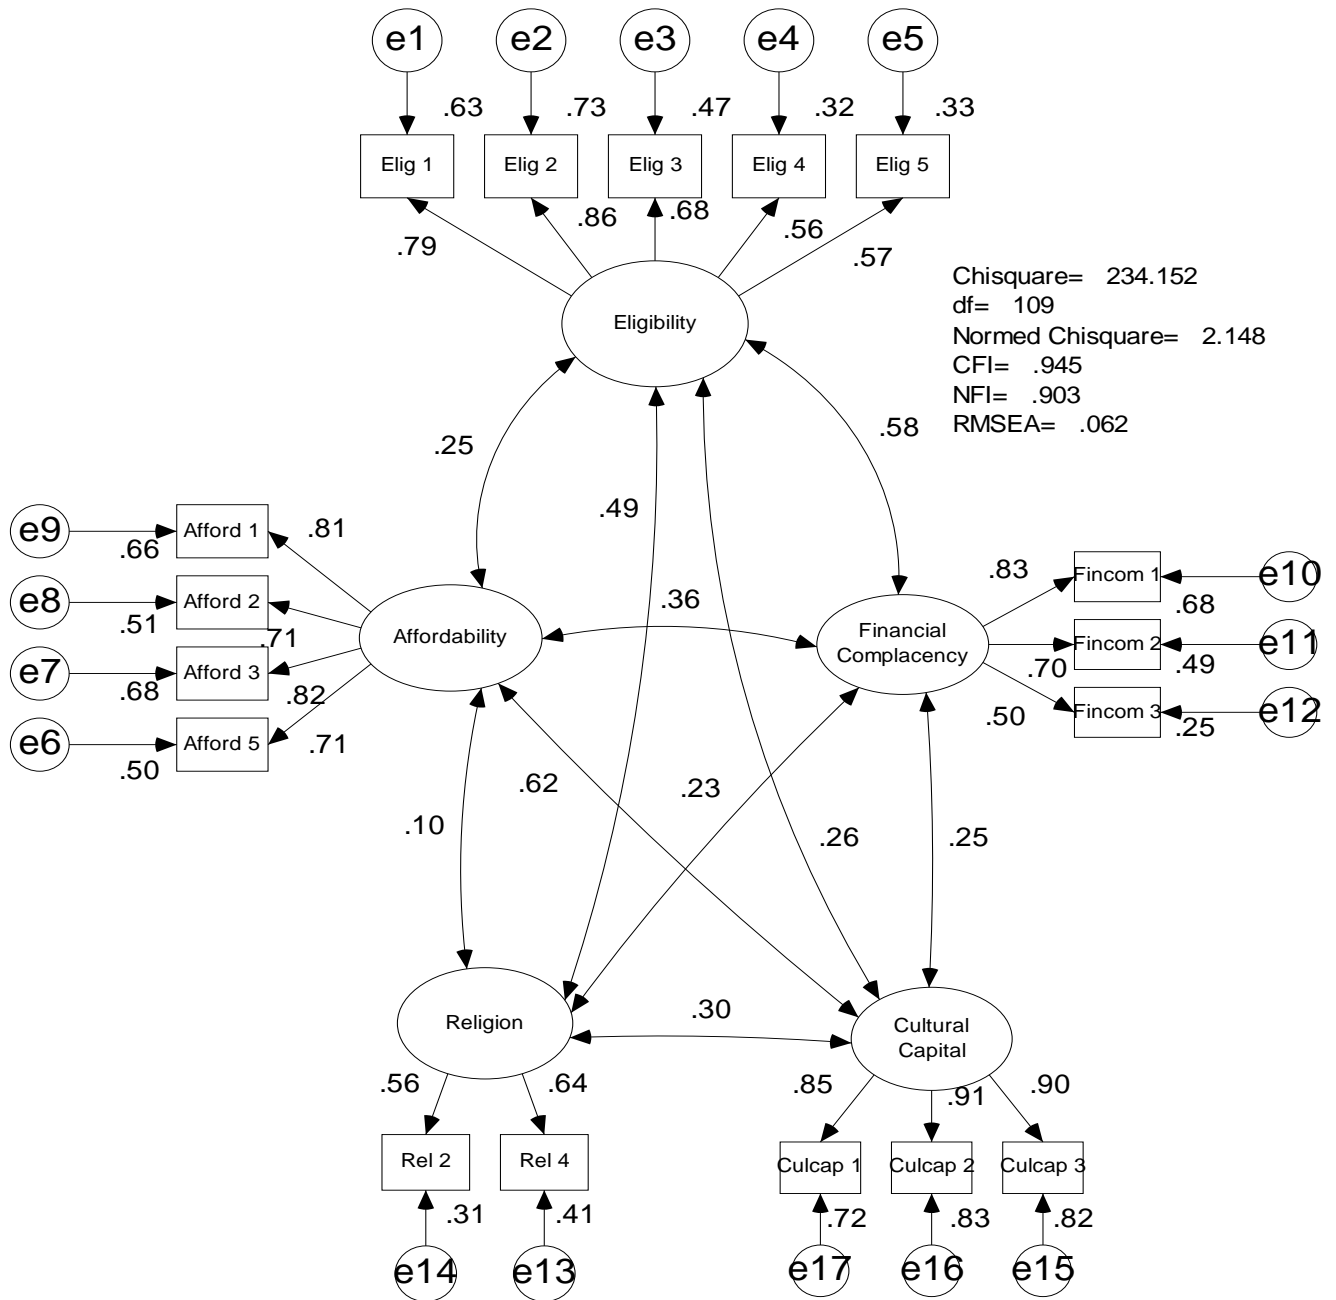 e1 e2 e3 e4 e5
.63 .73 .47 .32 .33
Elig 1 Elig 2 Elig 3 Elig 4 Elig 5
.79 .86 .68 .56 .57
Eligibility
Chisquare= 234.152
df= 109
Normed Chisquare= 2.148
CFI= .945
NFI= .903
RMSEA= .062
.25 .49 .58
e9 .66 Afford 1 .81
e8 .51 Afford 2 .71
e7 .68 Afford 3 .82
e6 .50 Afford 5 .71
Affordability
.36
Financial
Complacency
.83 Fincom 1 .68 e10
.70 Fincom 2 .49 e11
.50 Fincom 3 .25 e12
.10 .62 .23 .26 .25
Religion
.30
Cultural
Capital
.56 .64 .85 .91 .90
Rel 2 Rel 4 Culcap 1 Culcap 2 Culcap 3
.31 .41 .72 .83 .82
e14 e13 e17 e16 e15